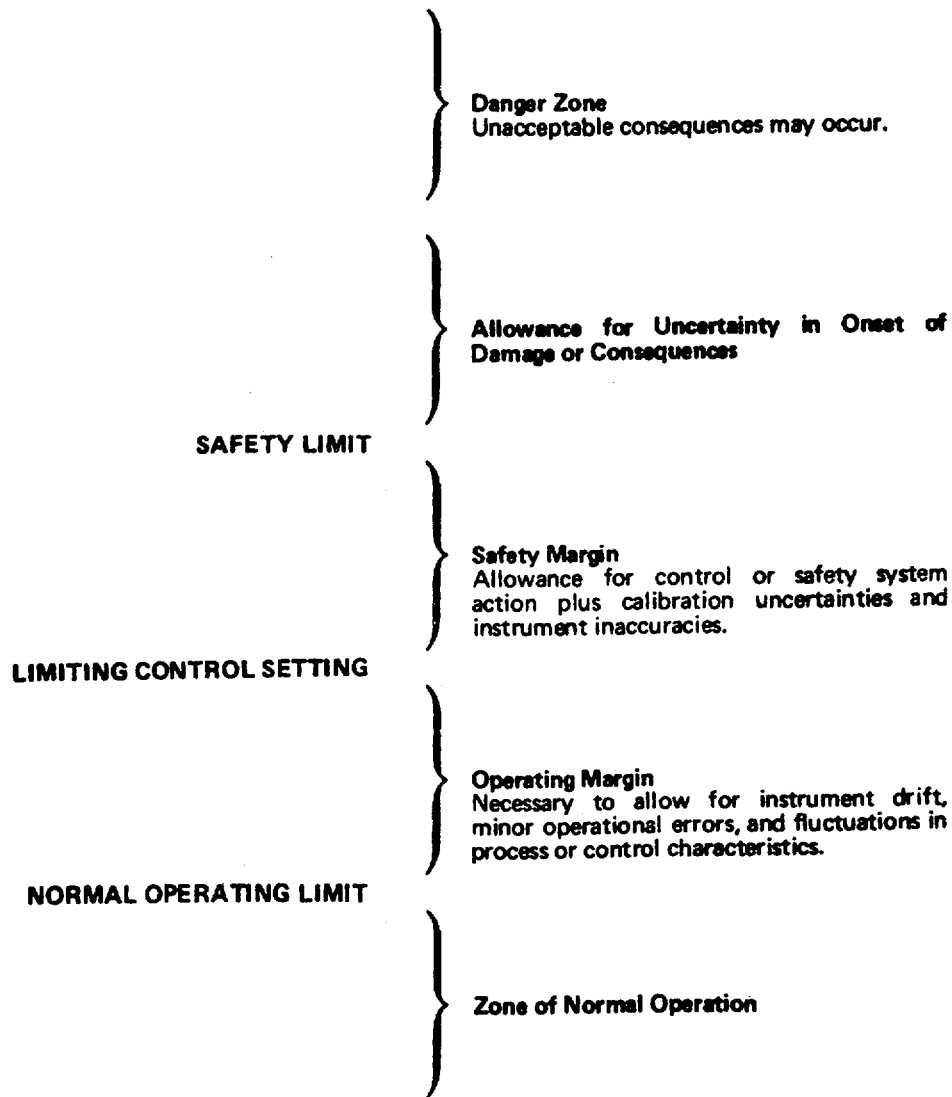 Danger Zone
Unacceptable consequences may occur.
Allowance for Uncertainty in Onset of
Damage or Consequences
SAFETY LIMIT
Safety Margin
Allowance for control or safety system
action plus calibration uncertainties and
instrument inaccuracies.
LIMITING CONTROL SETTING
Operating Margin
Necessary to allow for instrument drift,
minor operational errors, and fluctuations in
process or control characteristics.
NORMAL OPERATING LIMIT
Zone of Normal Operation